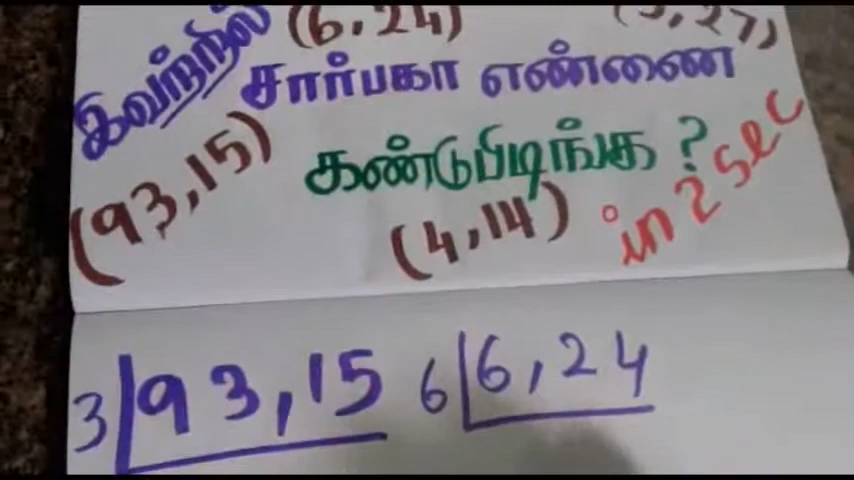 (6,24)
இவற்றில்
சார்பகா எண்ணை
(93,15)
கண்டுபிடிங்க ?
(4,14)
in 2 sec
3 93,15
6 6,24